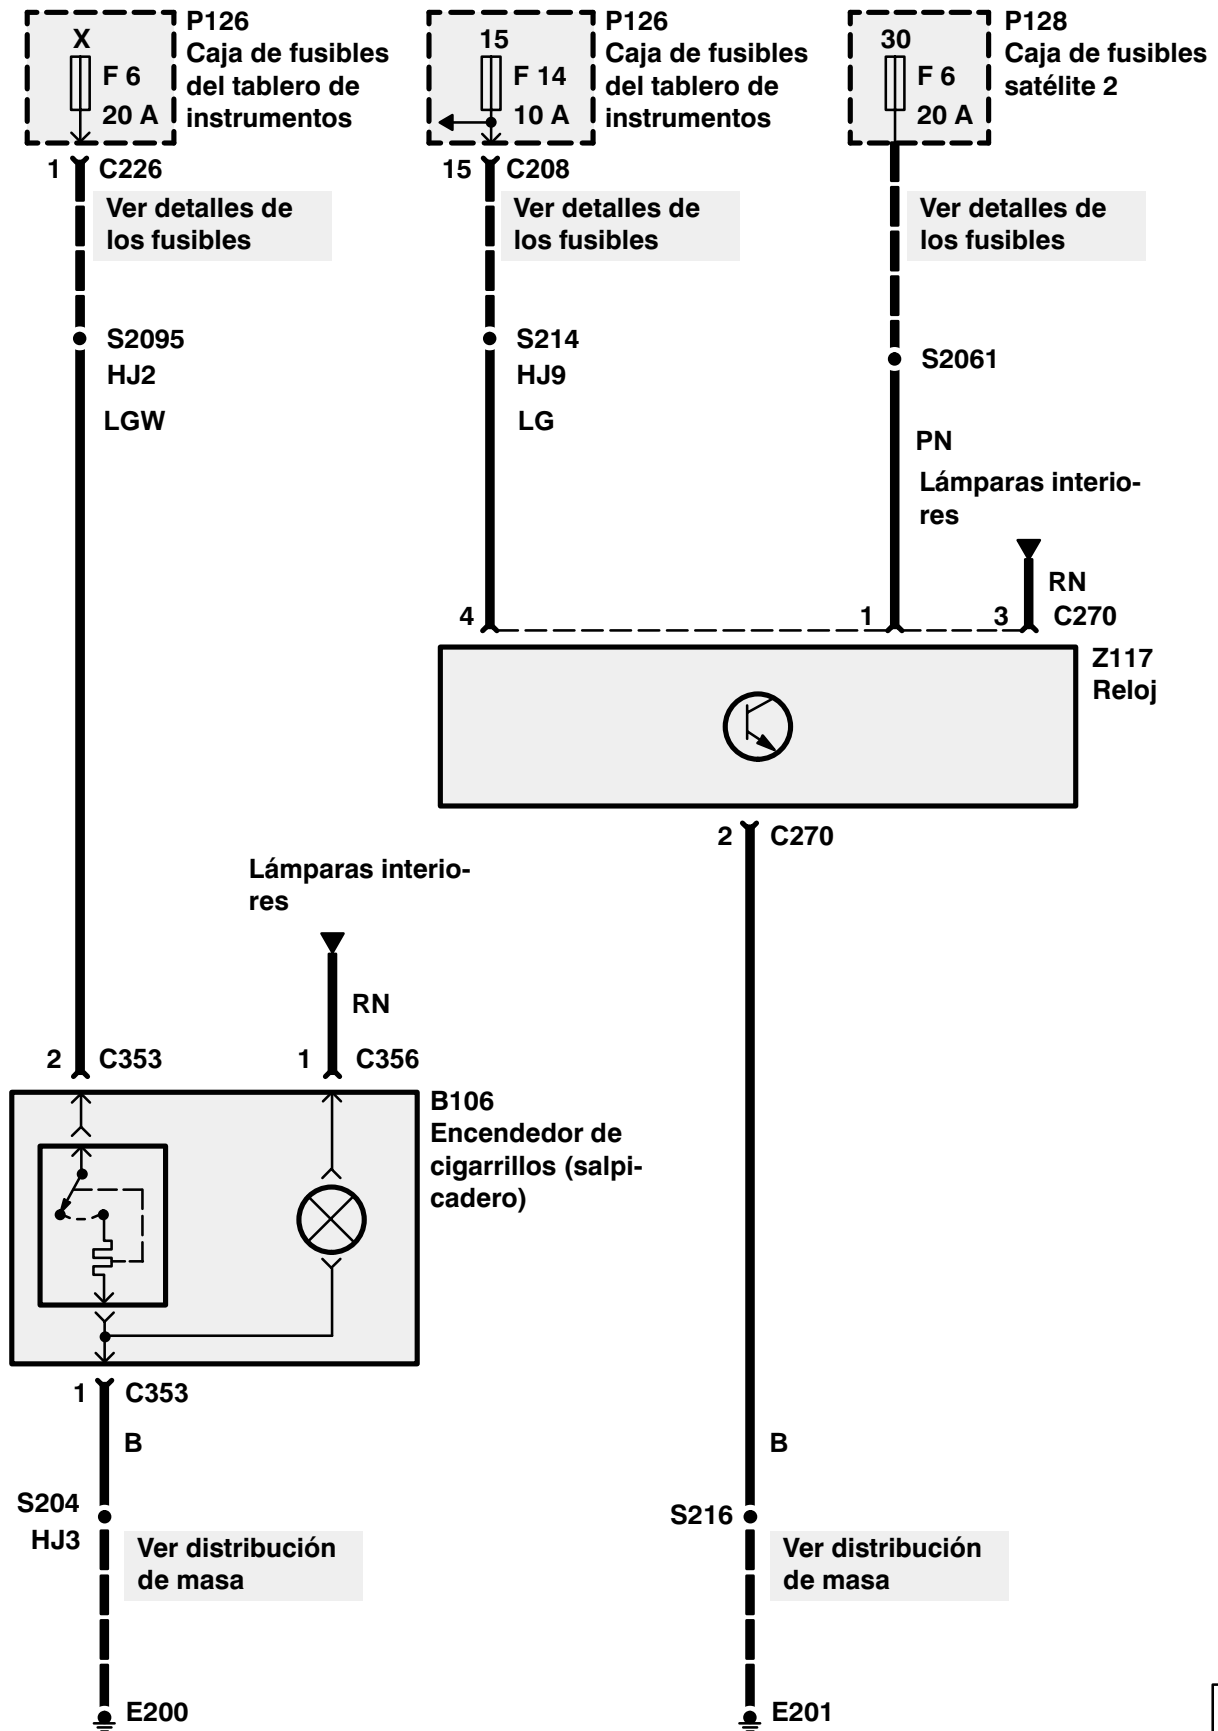 X
F 6
20 A
P126
Caja de fusibles
del tablero de
instrumentos
15
F 14
10 A
P126
Caja de fusibles
del tablero de
instrumentos
30
F 6
20 A
P128
Caja de fusibles
satélite 2
1 C226
15 C208
Ver detalles de
los fusibles
Ver detalles de
los fusibles
Ver detalles de
los fusibles
S2095
HJ2
LGW
S214
HJ9
LG
S2061
PN
Lámparas interio-
res
RN
4
1
3 C270
Z117
Reloj
2 C270
Lámparas interio-
res
RN
2 C353
1 C356
B106
Encendedor de
cigarrillos (salpi-
cadero)
1 C353
B
B
S204
HJ3
S216
Ver distribución
de masa
Ver distribución
de masa
E200
E201